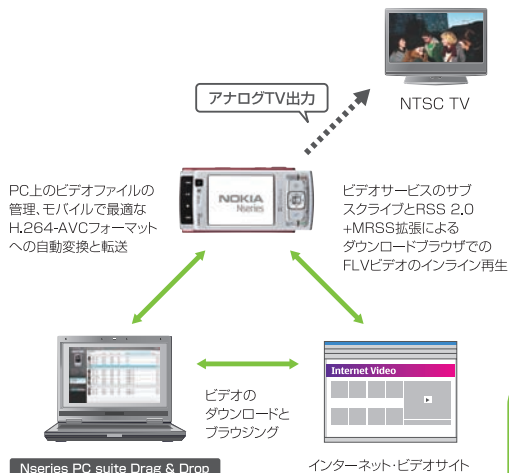 アナログTV出力
NTSC TV
NOKIA
Nseries
PC上のビデオファイルの
管理、モバイルで最適な
H.264-AVCフォーマット
への自動変換と転送
ビデオサービスのサブ
スクライブとRSS 2.0
+MRSS拡張による
ダウンロードブラウザでの
FLVビデオのインライン再生
Internet Video
ビデオの
ダウンロードと
ブラウジング
Nseries PC suite Drag & Drop
インターネット・ビデオサイト